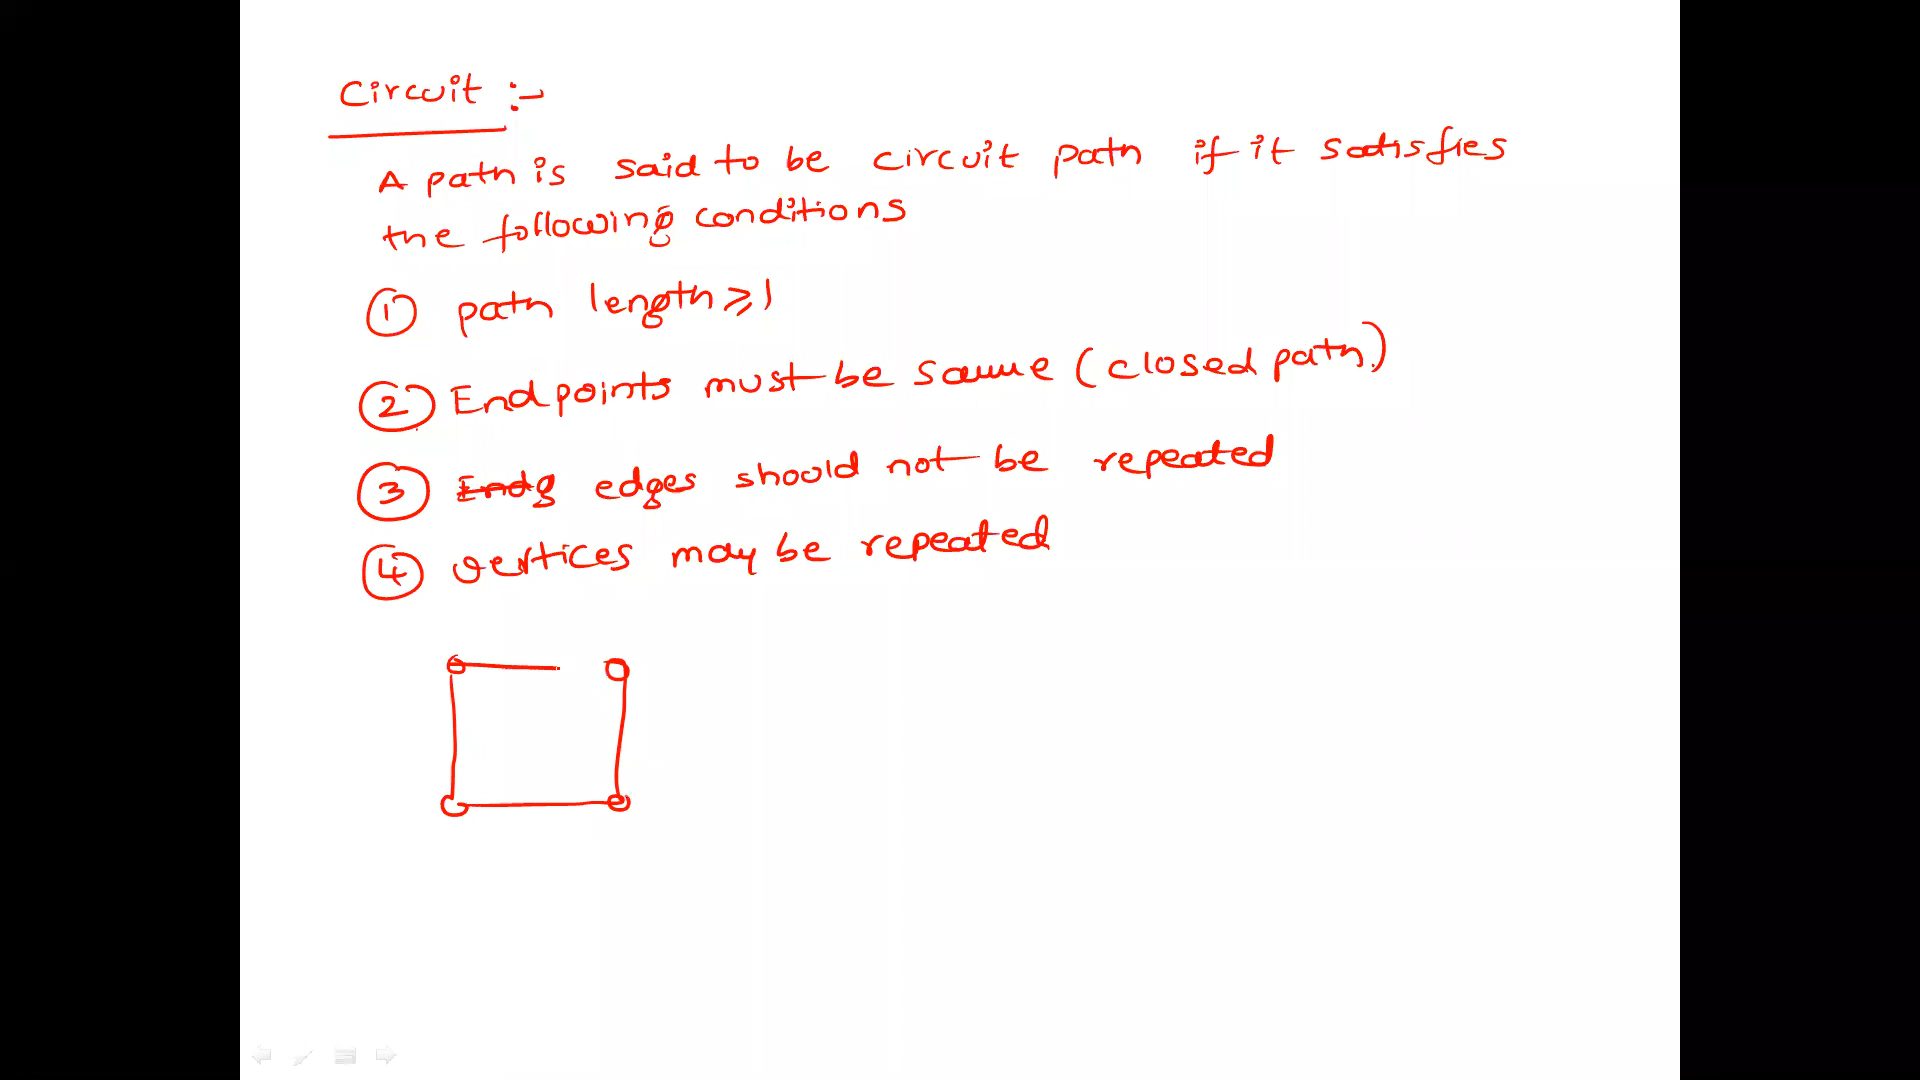 Circuit :-
A path is said to be circuit path if it satisfies
the following conditions
① path length ≥ 1
② Endpoints must be same (closed path)
③ edges should not be repeated
④ vertices may be repeated